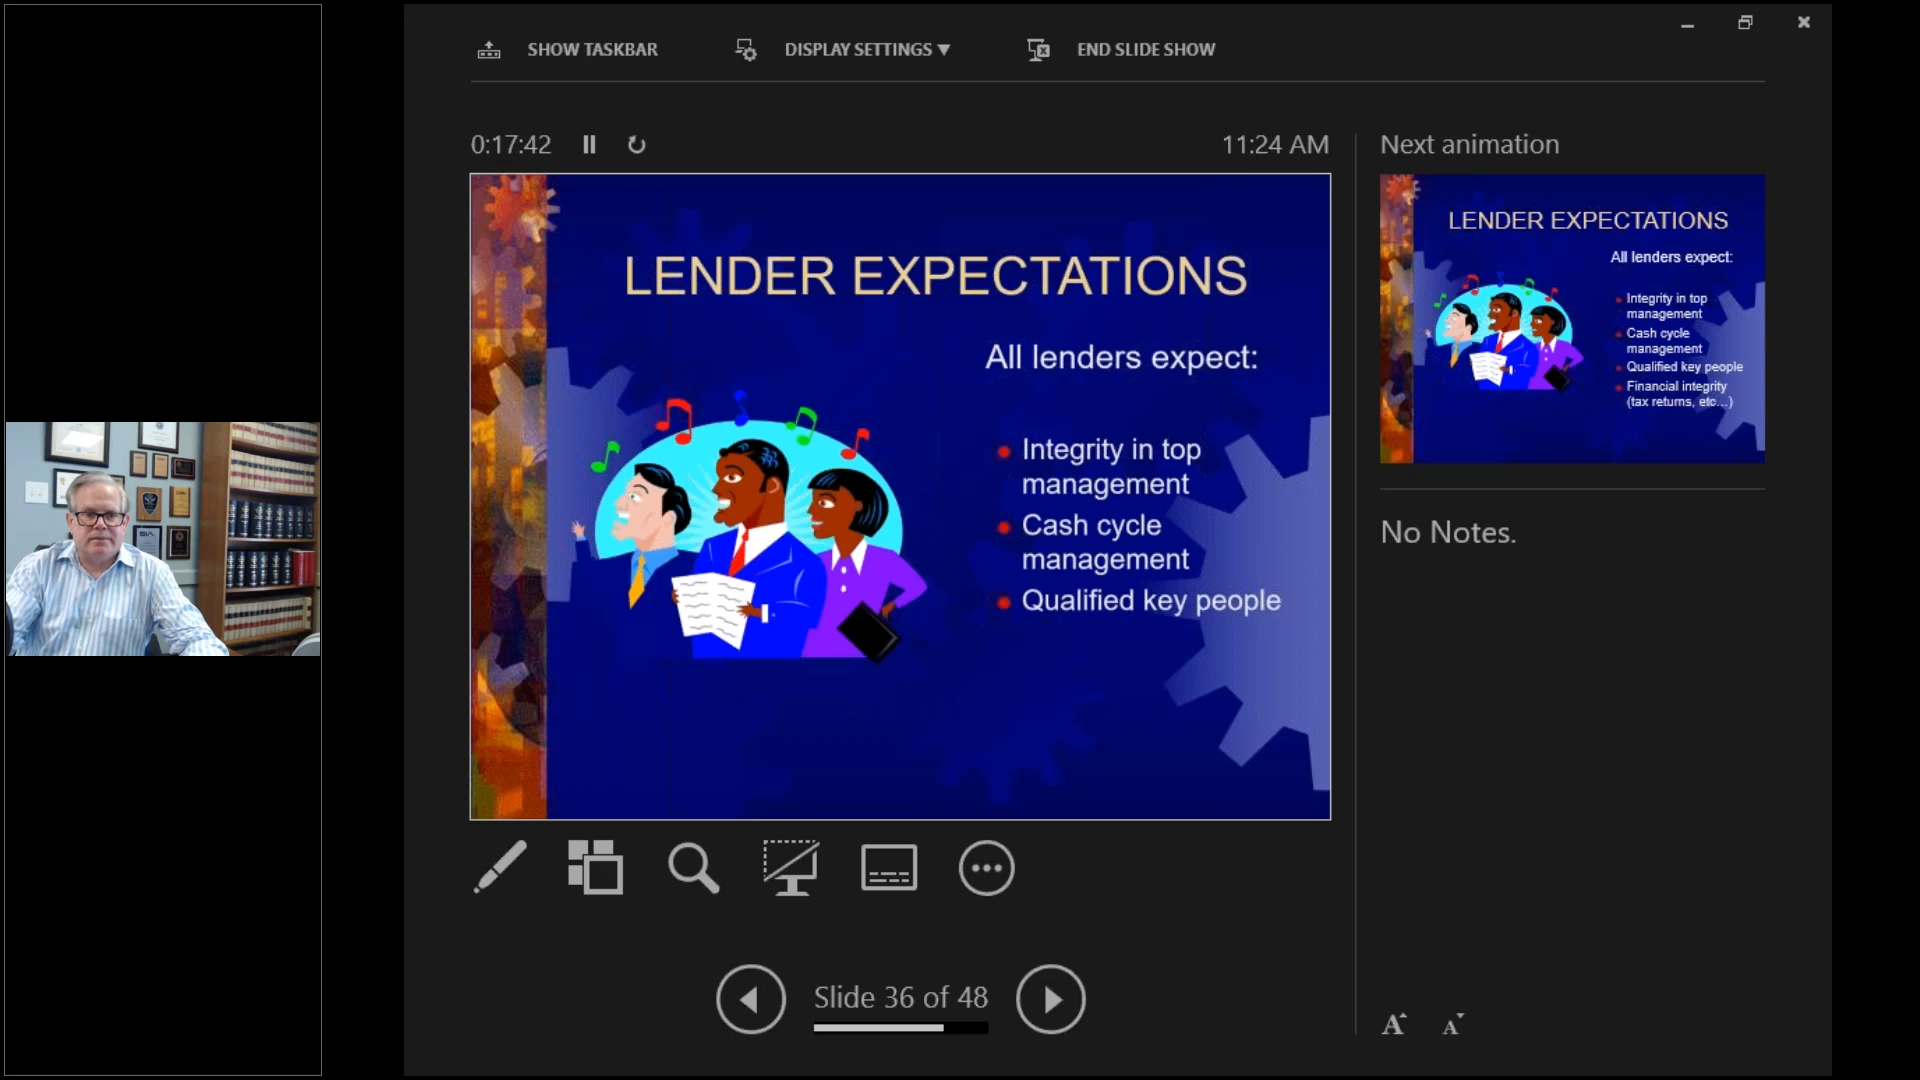 SHOW TASKBAR
DISPLAY SETTINGS ▼
END SLIDE SHOW
0:17:42
11:24 AM
Next animation
LENDER EXPECTATIONS
All lenders expect:
Integrity in top
management
Cash cycle
management
Qualified key people
LENDER EXPECTATIONS
All lenders expect:
Integrity in top
management
Cash cycle
management
Qualified key people
Financial integrity
(tax returns, etc...)
No Notes.
Slide 36 of 48
A
A